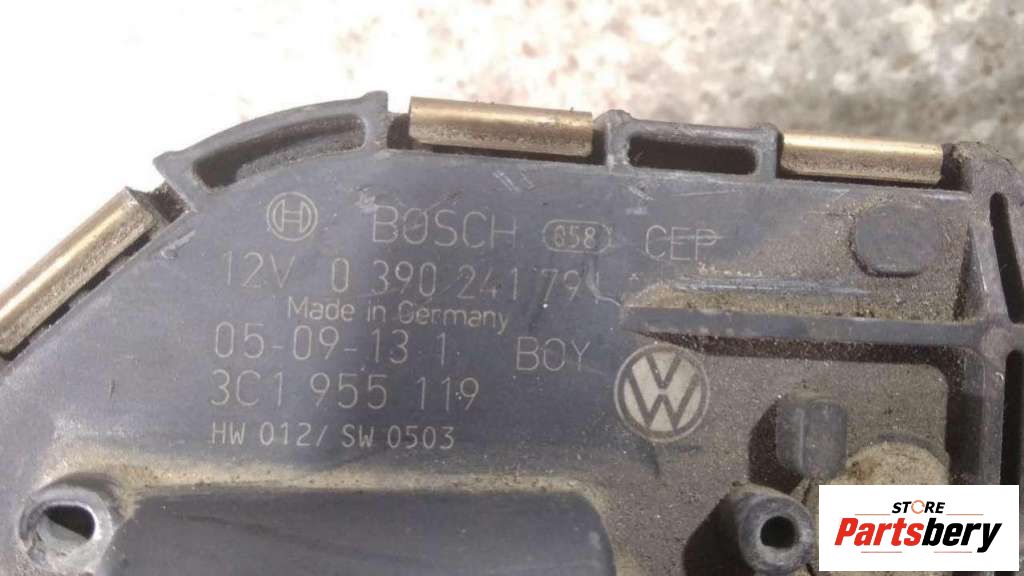 BOSCH 858 CEP
12V 0 390 241 79
Made in Germany
05-09-13 1 BOY
3C1 955 119
HW 012/ SW 0503
STORE
Partsbery